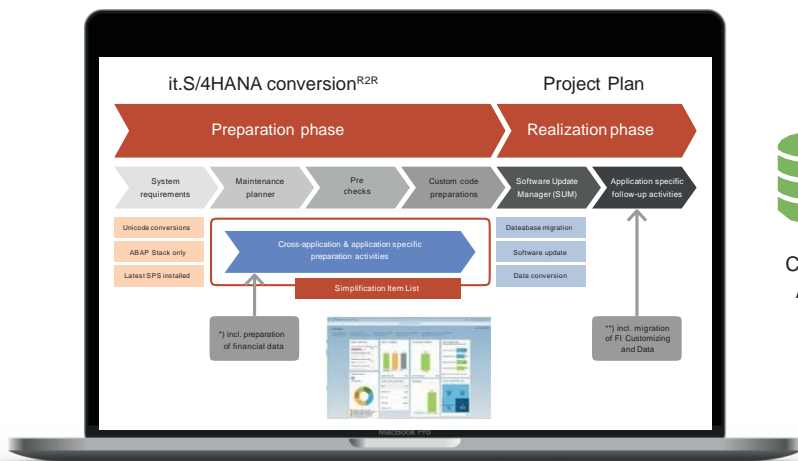 it.S/4HANA conversionR2R
Project Plan
Preparation phase
Realization phase
System
requirements
Maintenance
planner
Pre
checks
Custom code
preparations
Software Update
Manager (SUM)
Application specific
follow-up activities
Unicode conversions
ABAP Stack only
Latest SPS installed
Cross-application & application specific
preparation activities
Simplification Item List
Dateabase migration
Software update
Data conversion
*) incl. preparation
of financial data
**) incl. migration
of FI Customizing
and Data
MacBook Pro
C
A